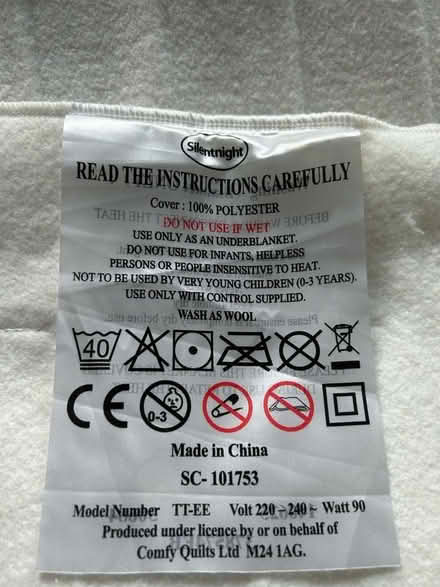 Silentnight
READ THE INSTRUCTIONS CAREFULLY
Cover : 100% POLYESTER
DO NOT USE IF WET
USE ONLY AS AN UNDERBLANKET.
DO NOT USE FOR INFANTS, HELPLESS
PERSONS OR PEOPLE INSENSITIVE TO HEAT.
NOT TO BE USED BY VERY YOUNG CHILDREN (0-3 YEARS).
USE ONLY WITH CONTROL SUPPLIED.
WASH AS WOOL
40
CE 0-3
Made in China
SC- 101753
Model Number TT-EE Volt 220 ~ 240 ~ Watt 90
Produced under licence by or on behalf of
Comfy Quilts Ltd M24 1AG.